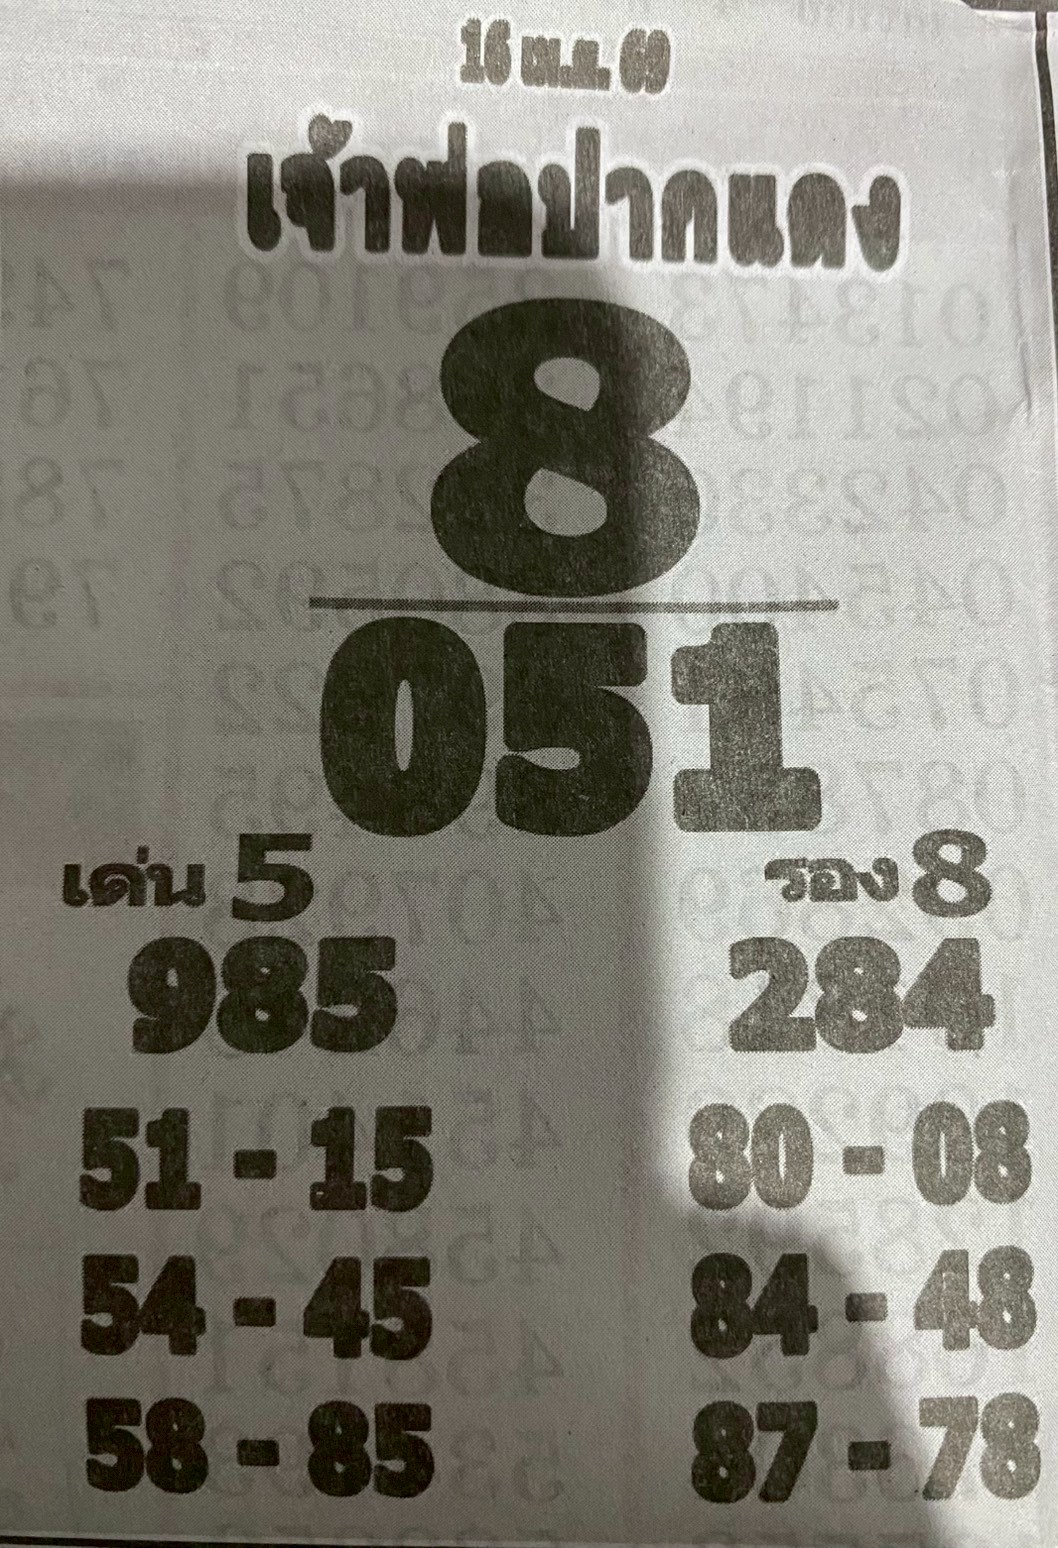 16 เม.ย. 69
เจ้าพ่อปากแดง
8
051
เด่น 5 รอง 8
985 284
51 - 15 80 - 08
54 - 45 84 - 48
58 - 85 87 - 78